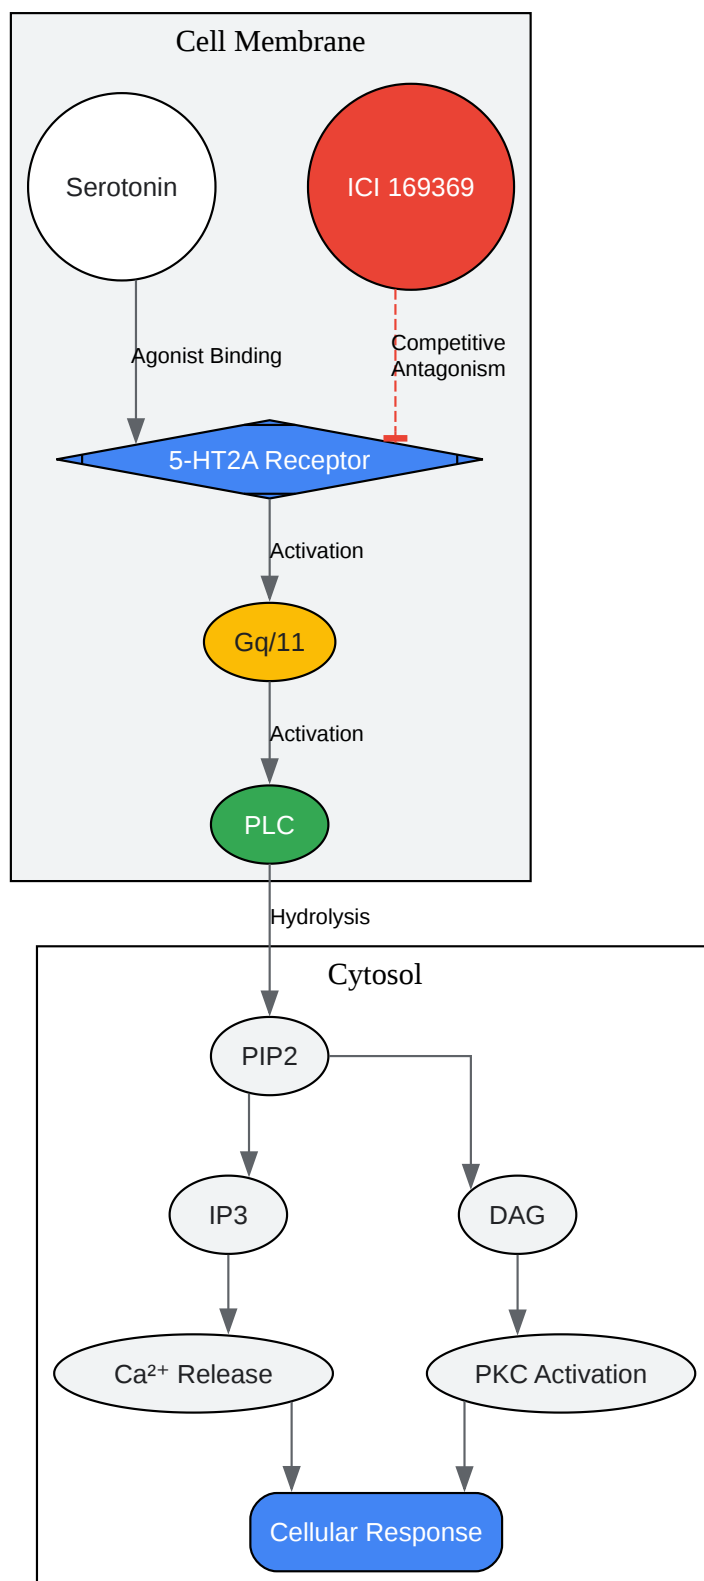 Cell Membrane
Serotonin
ICI 169369
Agonist Binding
Competitive
Antagonism
5-HT2A Receptor
Activation
Gq/11
Activation
PLC
Hydrolysis
Cytosol
PIP2
IP3
DAG
Ca²⁺ Release
PKC Activation
Cellular Response